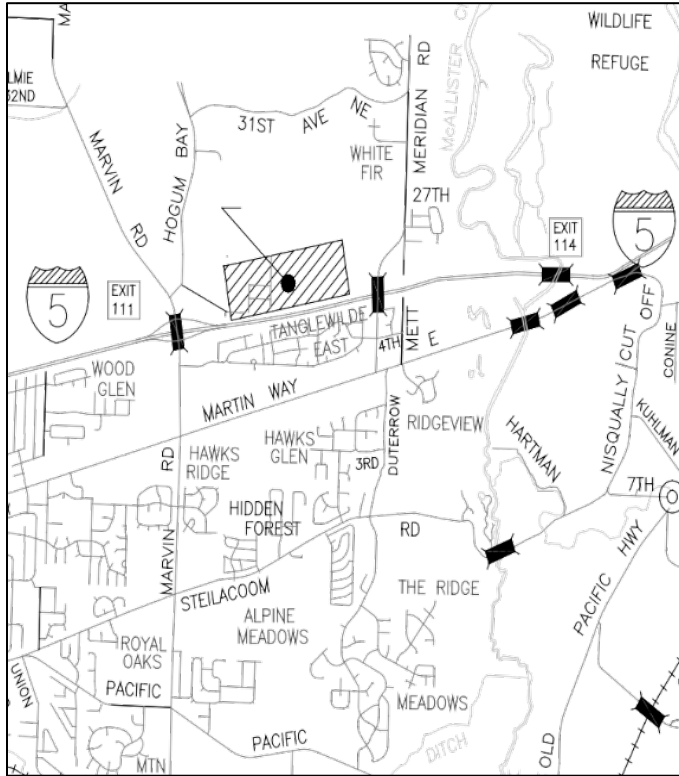 MA
WILDLIFE
REFUGE
LMIE
32ND
RD
McALLISTER C
MERIDIAN
31ST AVE NE
MARVIN RD
HOGUM BAY
WHITE
FIR
27TH
EXIT
114
5
5
EXIT
111
TANGLEWILDE
EAST
4TH
METT
E
CUT OFF
NISQUALLY
CONINE
WOOD
GLEN
MARTIN WAY
DUTERROW
RIDGEVIEW
KUHLMAN
HAWKS
RIDGE
RD
HAWKS
GLEN
3RD
HARTMAN
7TH
HIDDEN
FOREST
RD
MARVIN
STEILACOOM
PACIFIC HWY
OLD
THE RIDGE
ALPINE
MEADOWS
ROYAL
OAKS
UNION
PACIFIC
MEADOWS
PACIFIC
DITCH
MTN